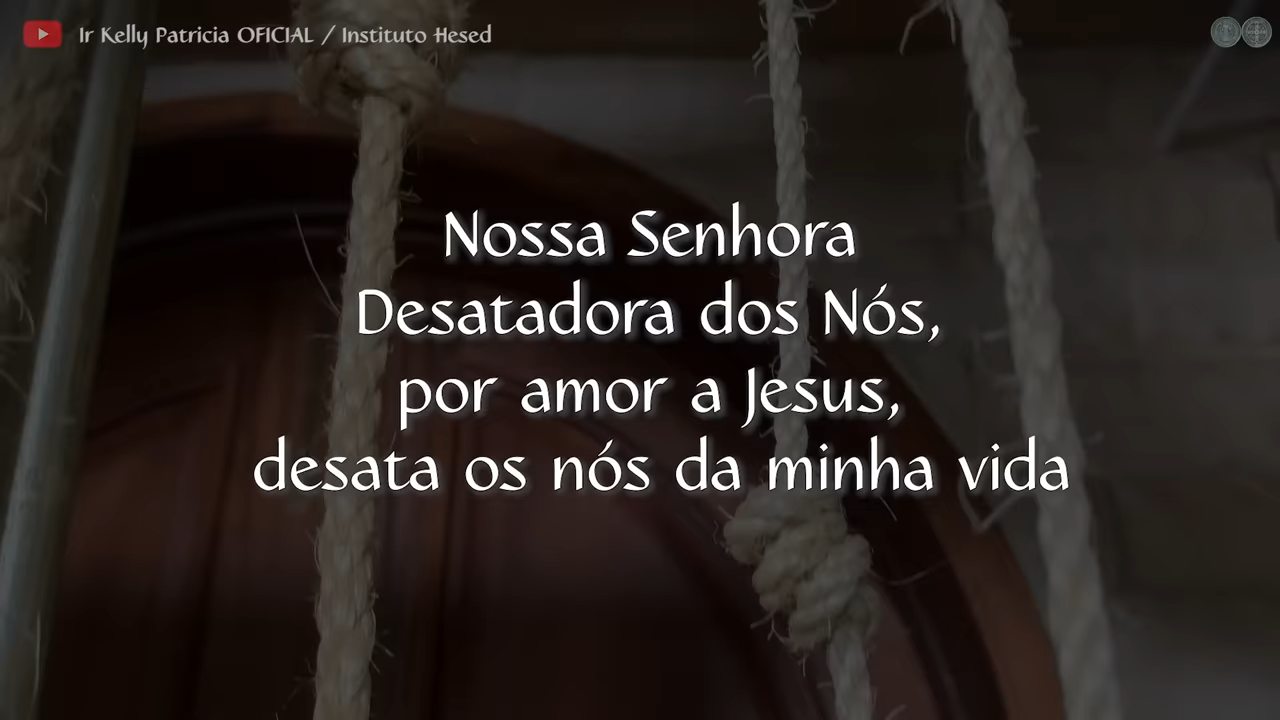 Ir Kelly Patricia OFICIAL / Instituto Hesed
Nossa Senhora
Desatadora dos Nós,
por amor a Jesus,
desata os nós da minha vida